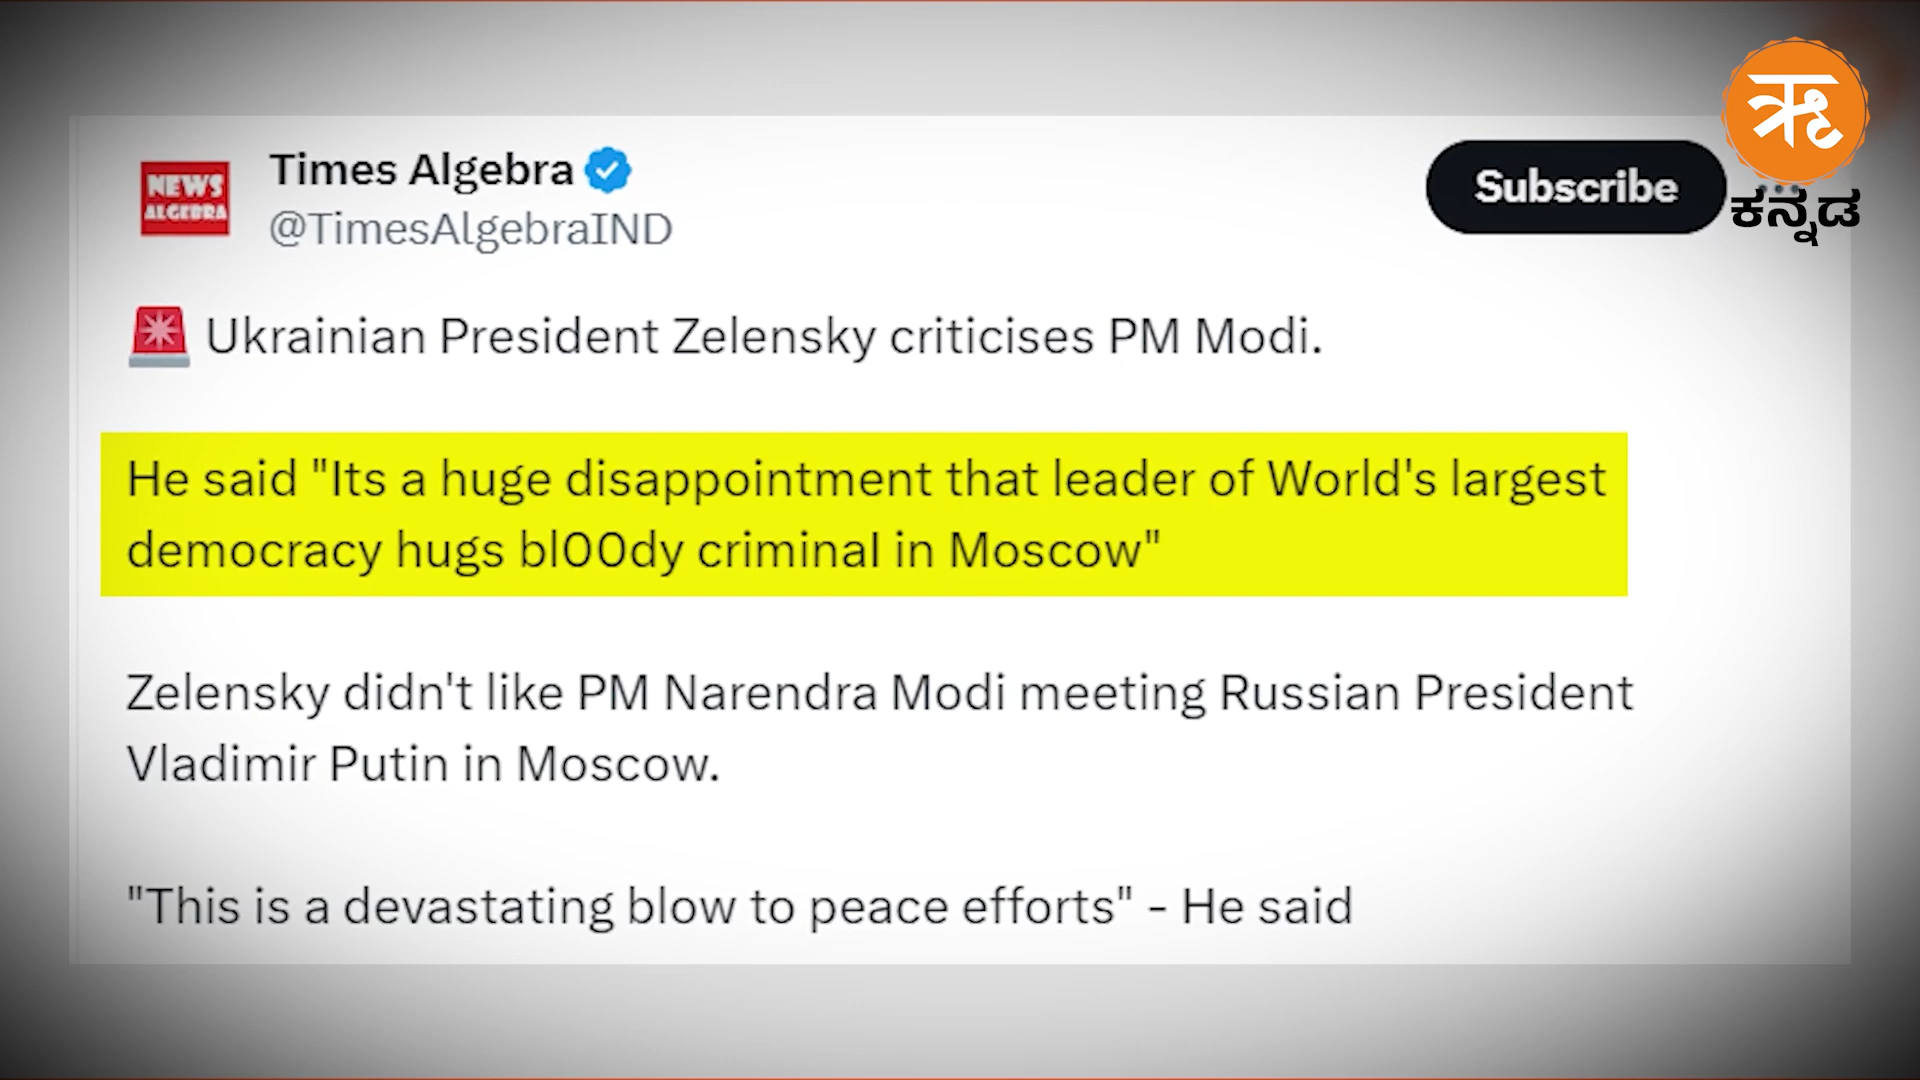 NEWS
ALGEBRA
Times Algebra
@TimesAlgebraIND
Subscribe
ऋ
ಕನ್ನಡ
Ukrainian President Zelensky criticises PM Modi.
He said "Its a huge disappointment that leader of World's largest
democracy hugs bl00dy criminal in Moscow"
Zelensky didn't like PM Narendra Modi meeting Russian President
Vladimir Putin in Moscow.
"This is a devastating blow to peace efforts" - He said